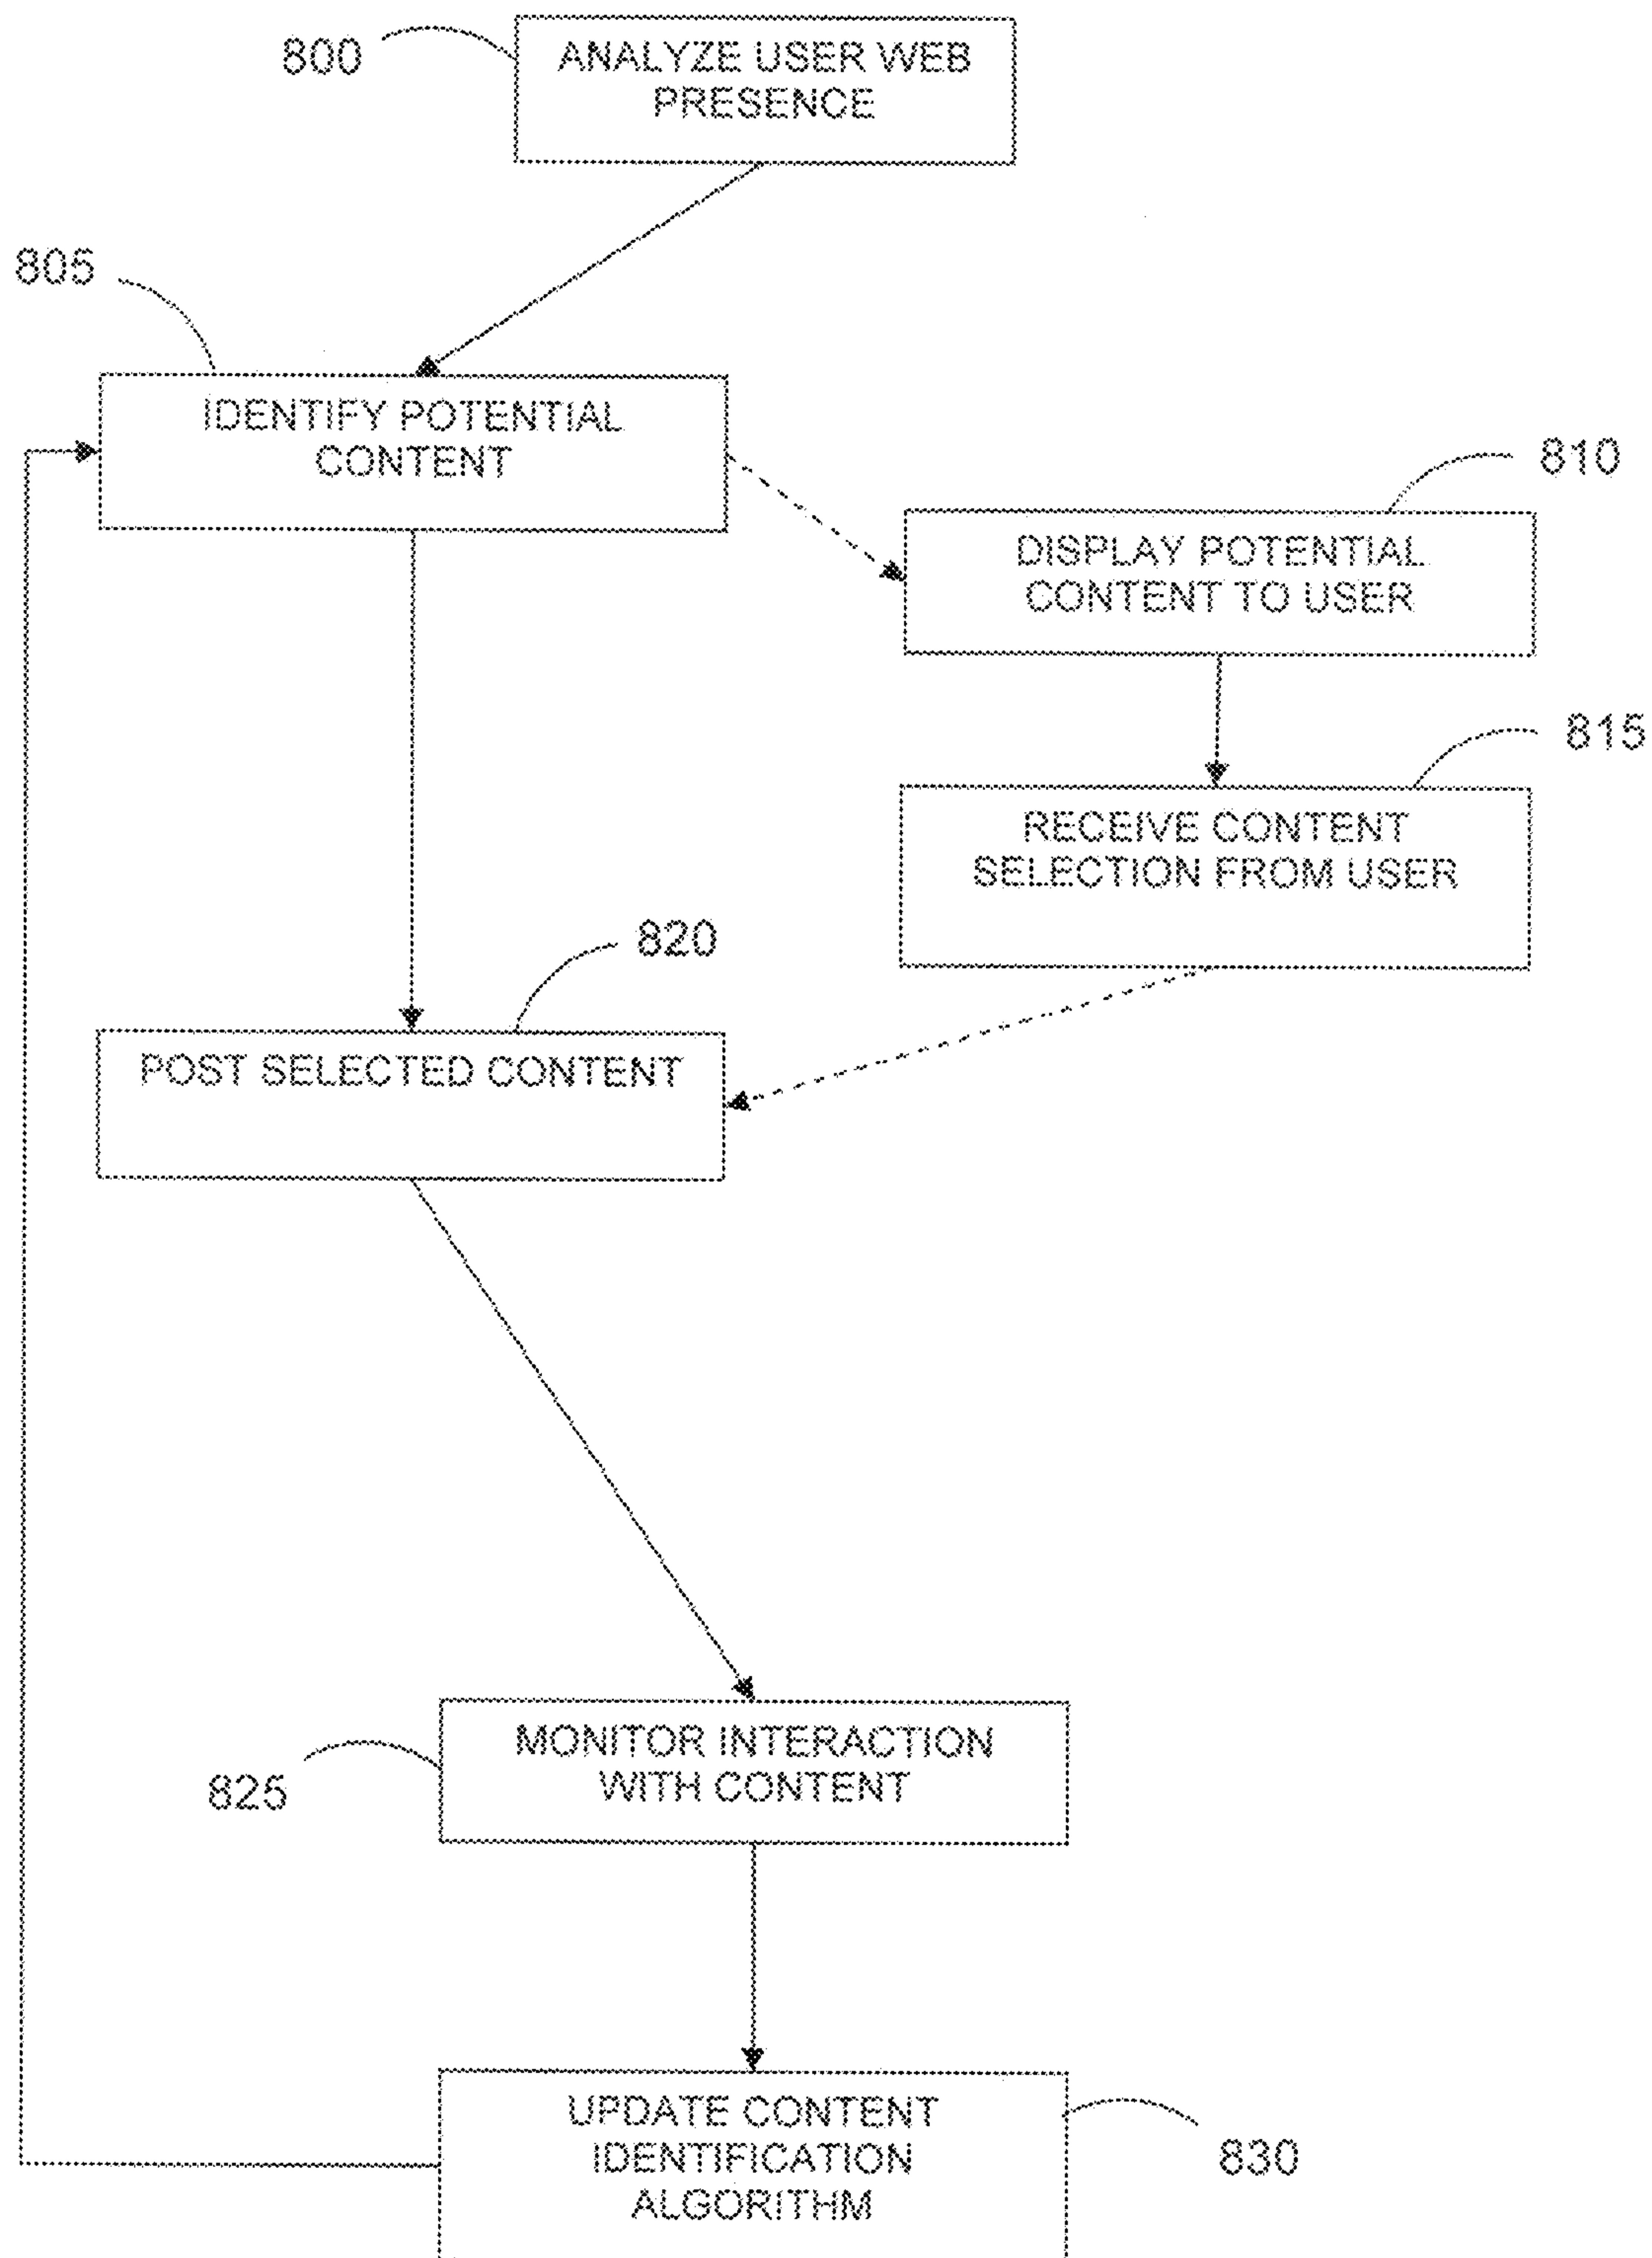 800
ANALYZE USER WEB
PRESENCE
805
IDENTIFY POTENTIAL
CONTENT
810
DISPLAY POTENTIAL
CONTENT TO USER
815
RECEIVE CONTENT
SELECTION FROM USER
820
POST SELECTED CONTENT
825
MONITOR INTERACTION
WITH CONTENT
830
UPDATE CONTENT
IDENTIFICATION
ALGORITHM